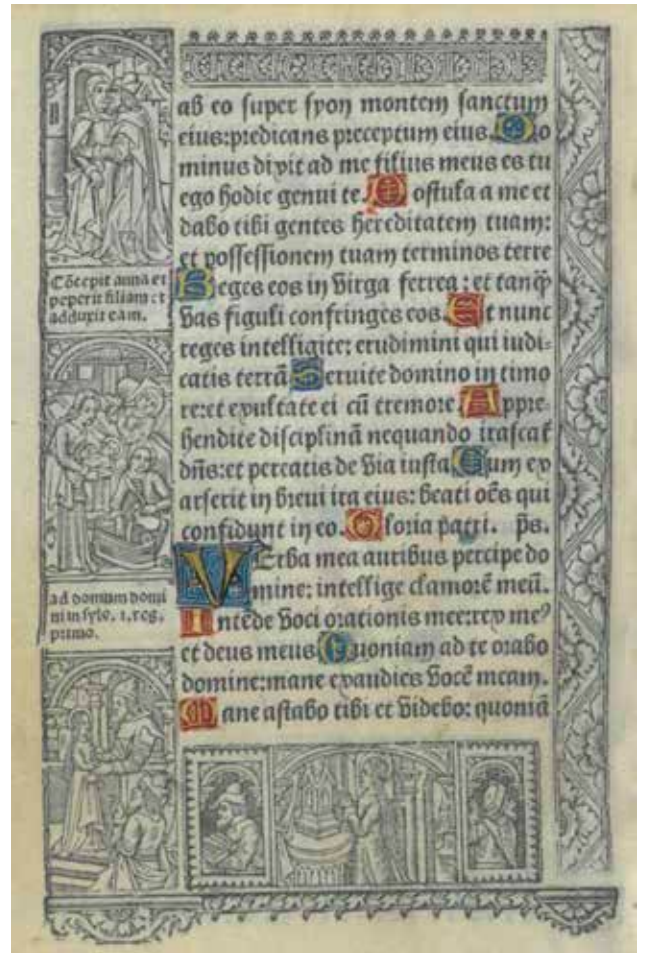 ab eo super syon montem sanctum
eius:predicans preceptum eius. Do
minus dixit ad me filius meus es tu
ego hodie genui te. Postula a me et
dabo tibi gentes hereditatem tuam:
et possessionem tuam terminos terre
Reges eos in virga ferrea: et tanq̄
vas figuli confringes eos. Et nunc
reges intelligite: erudimini qui iudi-
catis terrā Seruite domino in timo
re:et exultate ei cū tremore Appre-
hendite disciplinā nequando irascat̄
dñs:et pereatis de via iusta Cum ex
arserit in breui ira eius: beati oēs qui
confidunt in eo. Gloria patri. ps.
VErba mea auribus percipe do
mine: intellige clamorē meū.
Intēde voci orationis mee:rex meꝰ
et deus meus Quoniam ad te orabo
domine:mane exaudies vocē meam.
Mane astabo tibi et videbo: quoniā
Cōcepit anna et
peperit filiam: et
adduxit eam.
ad domum domi
ni in sylo. 1. reg.
primo.